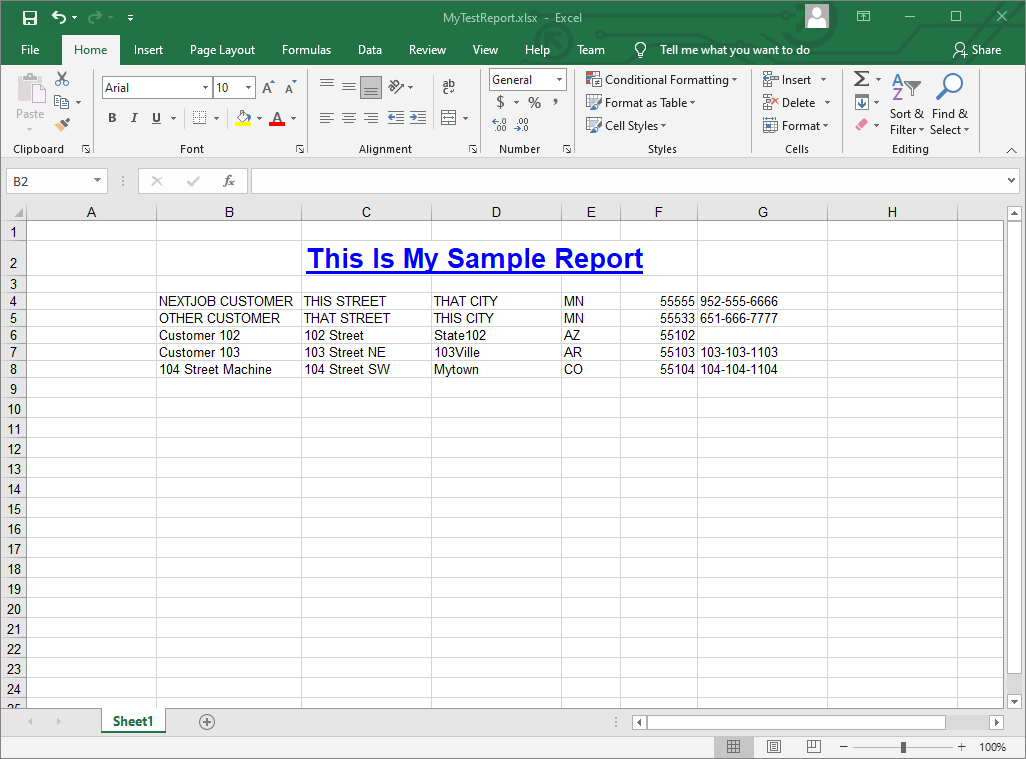 MyTestReport.xlsx - Excel
File Home Insert Page Layout Formulas Data Review View Help Team Tell me what you want to do Share
Paste
Clipboard
Arial 10 A A
B I U A
Font
ab
Alignment
General
$ % ,
.00 .00
Number
Conditional Formatting
Format as Table
Cell Styles
Styles
Insert
Delete
Format
Cells
Sort & Filter
Find & Select
Editing
B2 fx
A B C D E F G H
1
2 This Is My Sample Report
3
4 NEXTJOB CUSTOMER THIS STREET THAT CITY MN 55555 952-555-6666
5 OTHER CUSTOMER THAT STREET THIS CITY MN 55533 651-666-7777
6 Customer 102 102 Street State102 AZ 55102
7 Customer 103 103 Street NE 103Ville AR 55103 103-103-1103
8 104 Street Machine 104 Street SW Mytown CO 55104 104-104-1104
9
10
11
12
13
14
15
16
17
18
19
20
21
22
23
24
25
Sheet1
100%